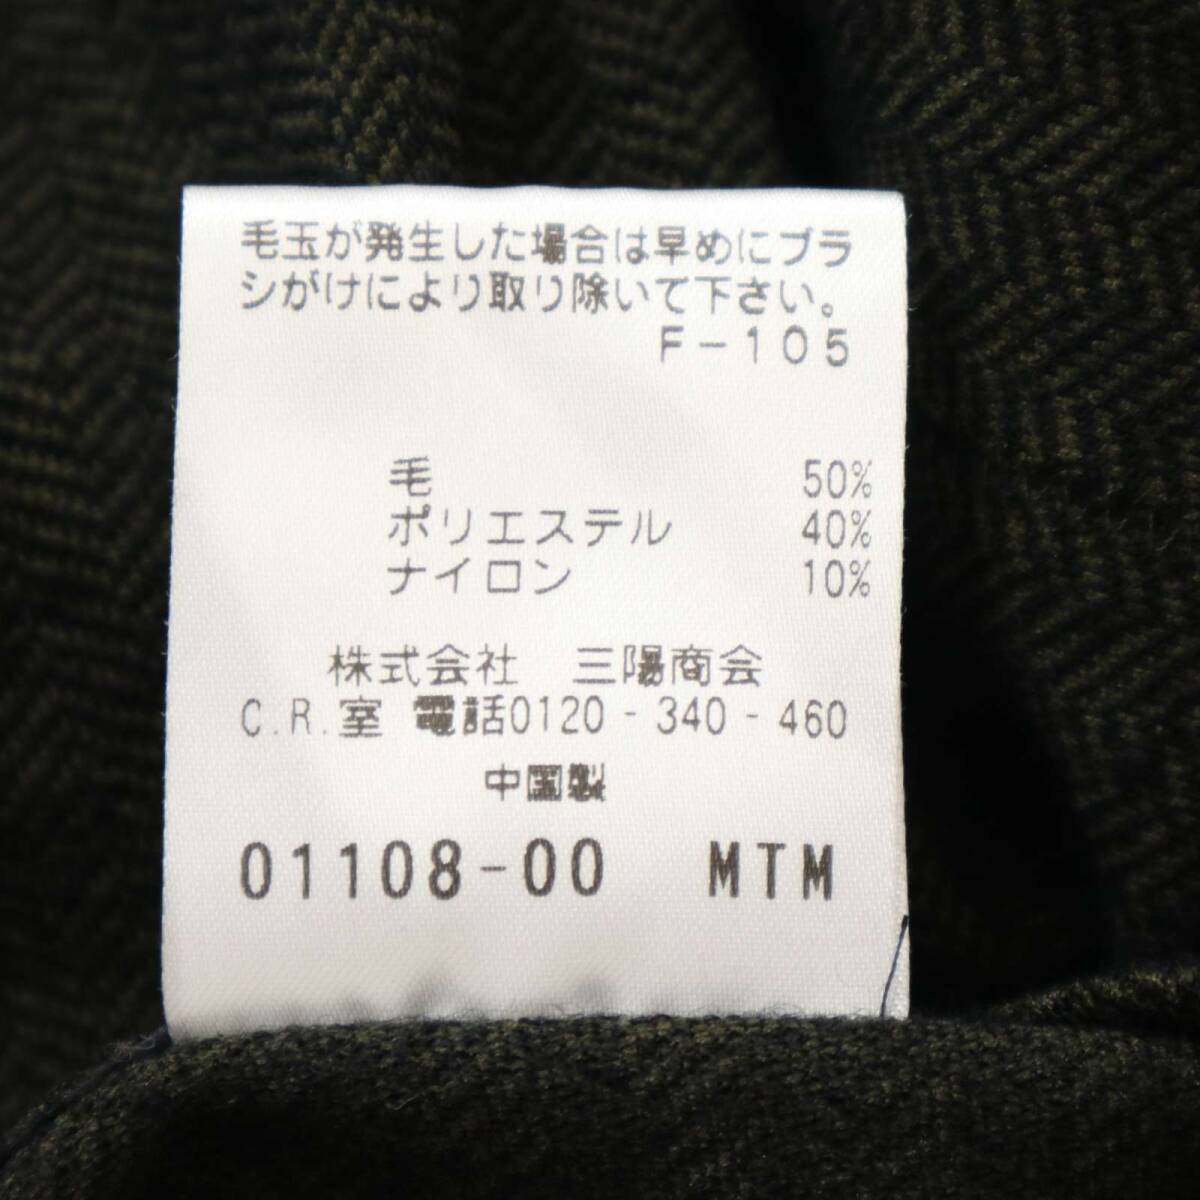 毛玉が発生した場合は早めにブラ
シがけにより取り除いて下さい。
F-105
毛 50%
ポリエステル 40%
ナイロン 10%
株式会社 三陽商会
C.R.室 電話0120-340-460
中国製
01108-00 MTM